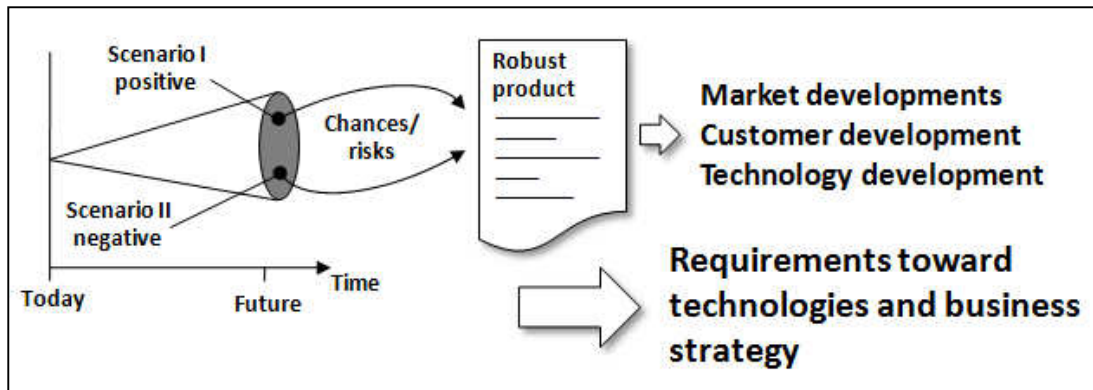 Scenario I
positive
Chances/
risks
Scenario II
negative
Today
Future
Time
Robust
product
Market developments
Customer development
Technology development
Requirements toward
technologies and business
strategy